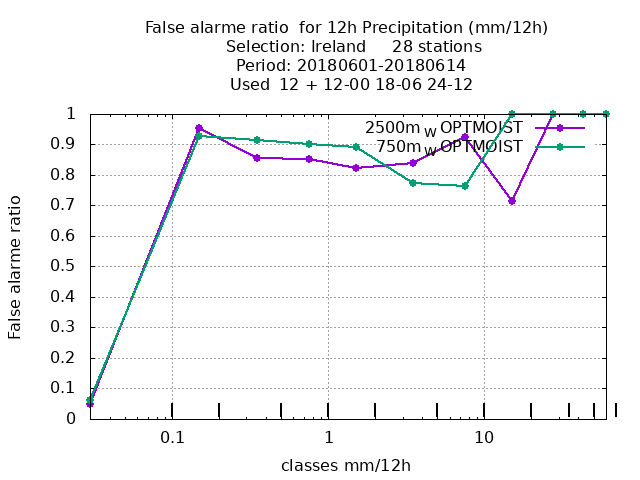 False alarme ratio  for 12h Precipitation (mm/12h)
Selection: Ireland     28 stations
Period: 20180601-20180614
Used  12 + 12-00 18-06 24-12
2500m WOPTMOIST
750m WOPTMOIST
1
0.9
0.8
0.7
0.6
0.5
0.4
0.3
0.2
0.1
0
False alarme ratio
0.1 1 10
classes mm/12h